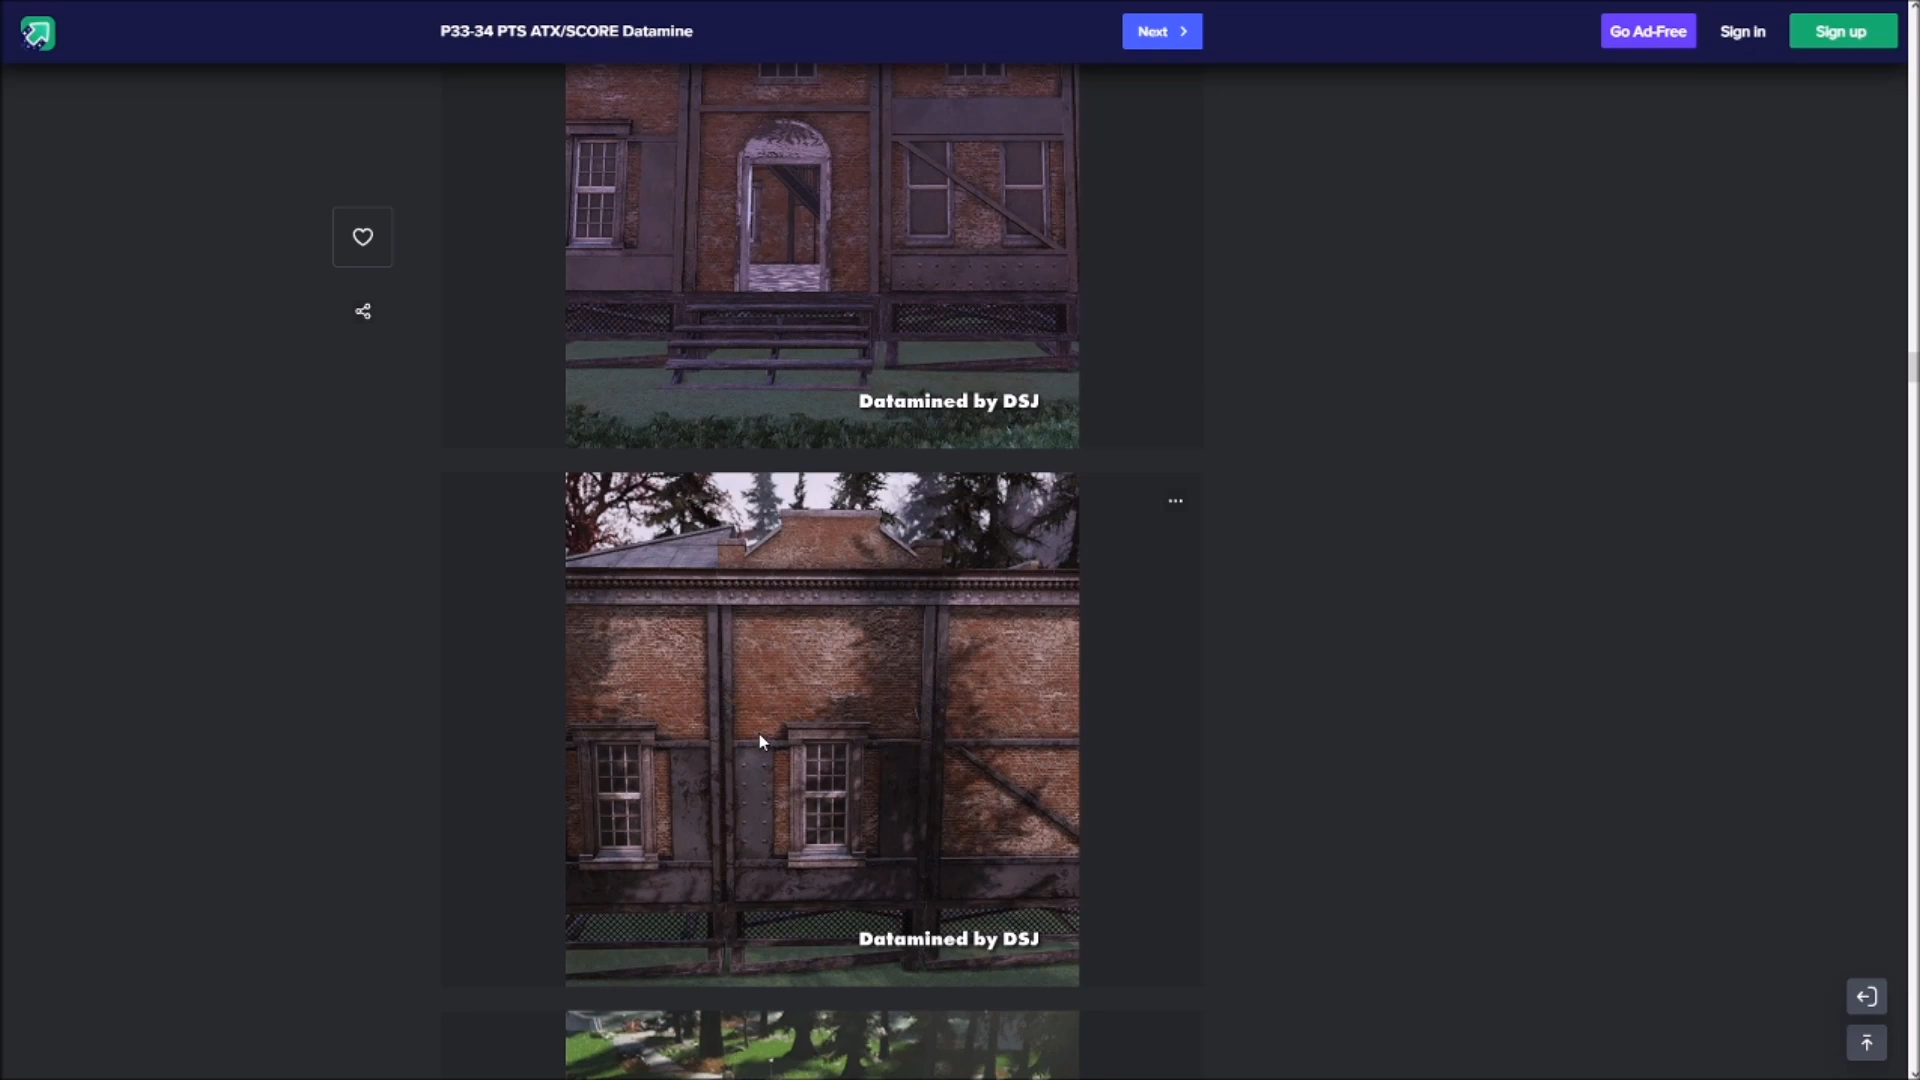 P33-34 PTS ATX/SCORE Datamine
Next
Go Ad-Free
Sign in
Sign up
Datamined by DSJ
Datamined by DSJ